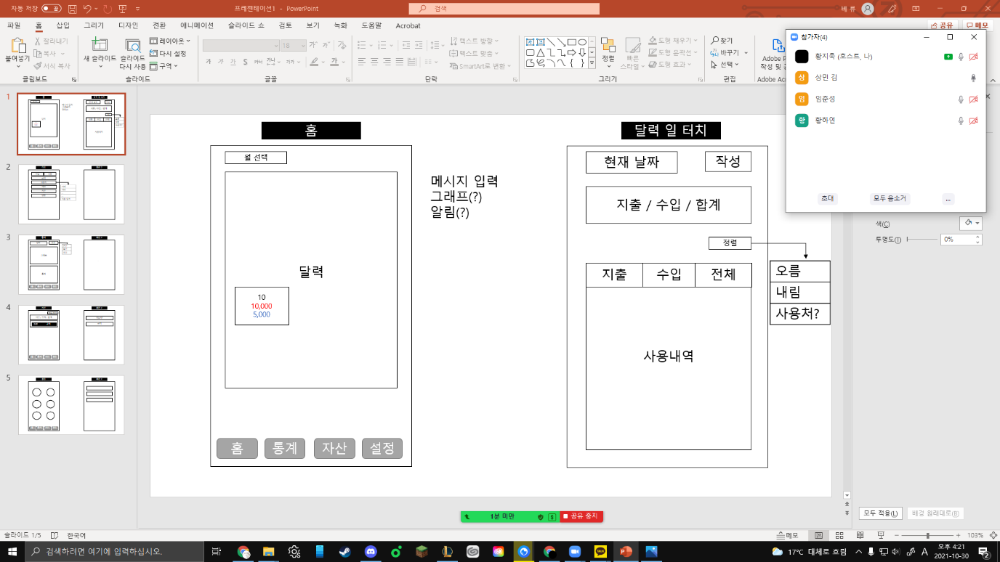 자동 저장
프레젠테이션1 - PowerPoint
검색
베 류
파일 홈 삽입 그리기 디자인 전환 애니메이션 슬라이드 쇼 검토 보기 녹화 도움말 Acrobat
공유 메모
붙여넣기
잘라내기
복사
서식 복사
클립보드
새 슬라이드
슬라이드 다시 사용
레이아웃
다시 설정
구역
슬라이드
18
가 가 가 S
글꼴
텍스트 방향
텍스트 맞춤
SmartArt로 변환
단락
정렬
빠른 스타일
도형 채우기
도형 윤곽선
도형 효과
그리기
찾기
바꾸기
선택
편집
참가자(4)
황지욱 (호스트, 나)
상 상민 김
임 임준성
황 황하연
초대 모두 음소거 ...
색(C)
투명도(T) 0%
모두 적용(L) 배경 원래대로(B)
1
2
3
4
5
홈
월 선택
달력
10
10,000
5,000
홈 통계 자산 설정
메시지 입력
그래프(?)
알림(?)
달력 일 터치
현재 날짜 작성
지출 / 수입 / 합계
정렬
지출 수입 전체
사용내역
오름
내림
사용처?
1분 미만
공유 중지
슬라이드 1/5 한국어
메모
103%
검색하려면 여기에 입력하십시오.
TALK
17°C 대체로 흐림
A
오후 4:21
2021-10-30
2